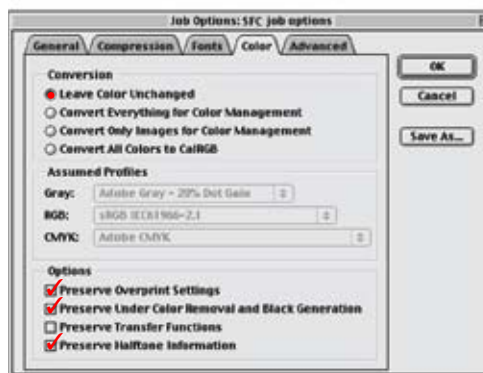 Job Options: SFC job options
General Compression Fonts Color Advanced
Conversion
Leave Color Unchanged
Convert Everything for Color Management
Convert Only Images for Color Management
Convert All Colors to CalRGB
Assumed Profiles
Gray: Adobe Gray - 20% Dot Gain
RGB: sRGB IEC61966-2.1
CMYK: Adobe CMYK
Options
Preserve Overprint Settings
Preserve Under Color Removal and Black Generation
Preserve Transfer Functions
Preserve Halftone Information
OK
Cancel
Save As...